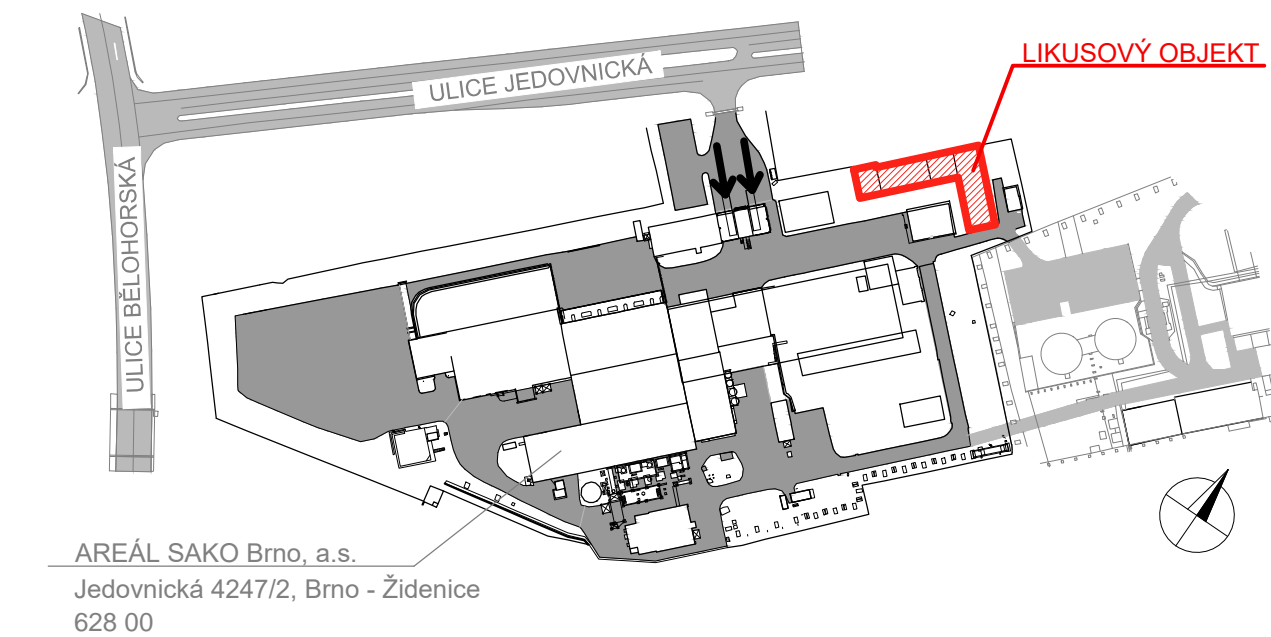 LIKUSOVÝ OBJEKT
ULICE JEDOVNICKÁ
ULICE BĚLOHORSKÁ
AREÁL SAKO Brno, a.s.
Jedovnická 4247/2, Brno - Židenice
628 00